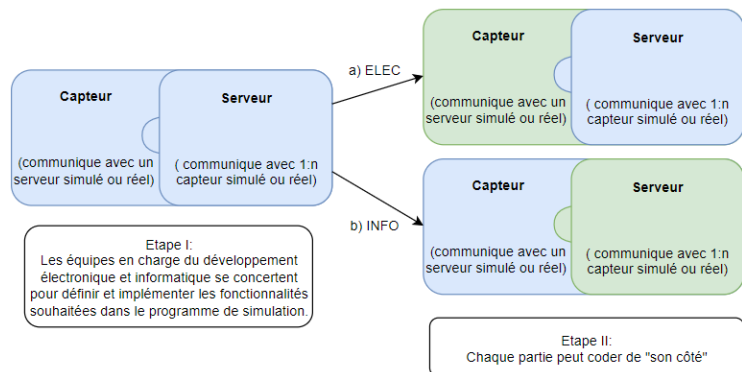 Capteur
(communique avec un
serveur simulé ou réel)
Serveur
( communique avec 1:n
capteur simulé ou réel)
Etape I:
Les équipes en charge du développement
électronique et informatique se concertent
pour définir et implémenter les fonctionnalités
souhaitées dans le programme de simulation.
a) ELEC
Capteur
(communique avec un
serveur simulé ou réel)
Serveur
( communique avec 1:n
capteur simulé ou réel)
b) INFO
Capteur
(communique avec un
serveur simulé ou réel)
Serveur
( communique avec 1:n
capteur simulé ou réel)
Etape II:
Chaque partie peut coder de "son côté"